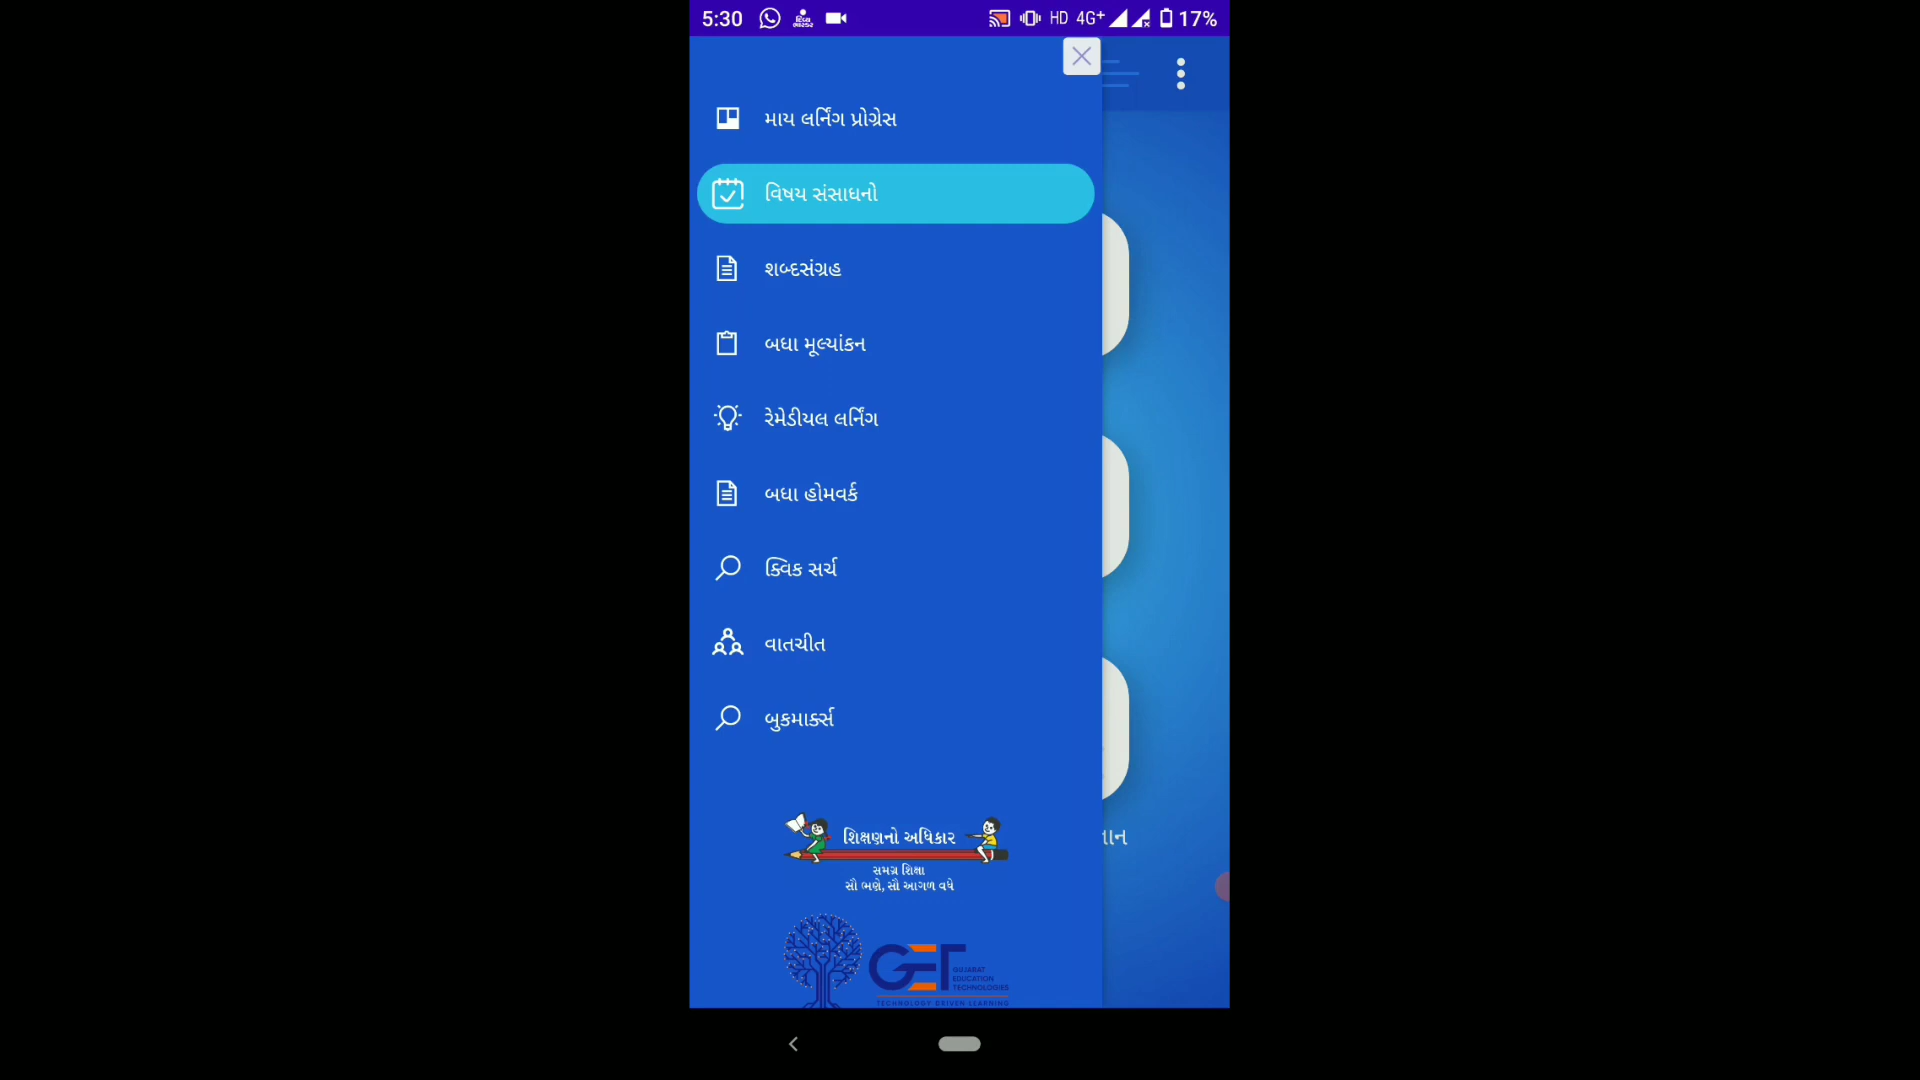 5:30
HD 4G+ 17%
માય લર્નિંગ પ્રોગ્રેસ
વિષય સંસાધનો
શબ્દસંગ્રહ
બધા મૂલ્યાંકન
રેમેડીયલ લર્નિંગ
બધા હોમવર્ક
ક્વિક સર્ચ
વાતચીત
બુકમાર્ક્સ
શિક્ષણનો અધિકાર
સમગ્ર શિક્ષા
સૌ ભણે, સૌ આગળ વધે
GET
GUJARAT
EDUCATION
TECHNOLOGIES
TECHNOLOGY DRIVEN LEARNING